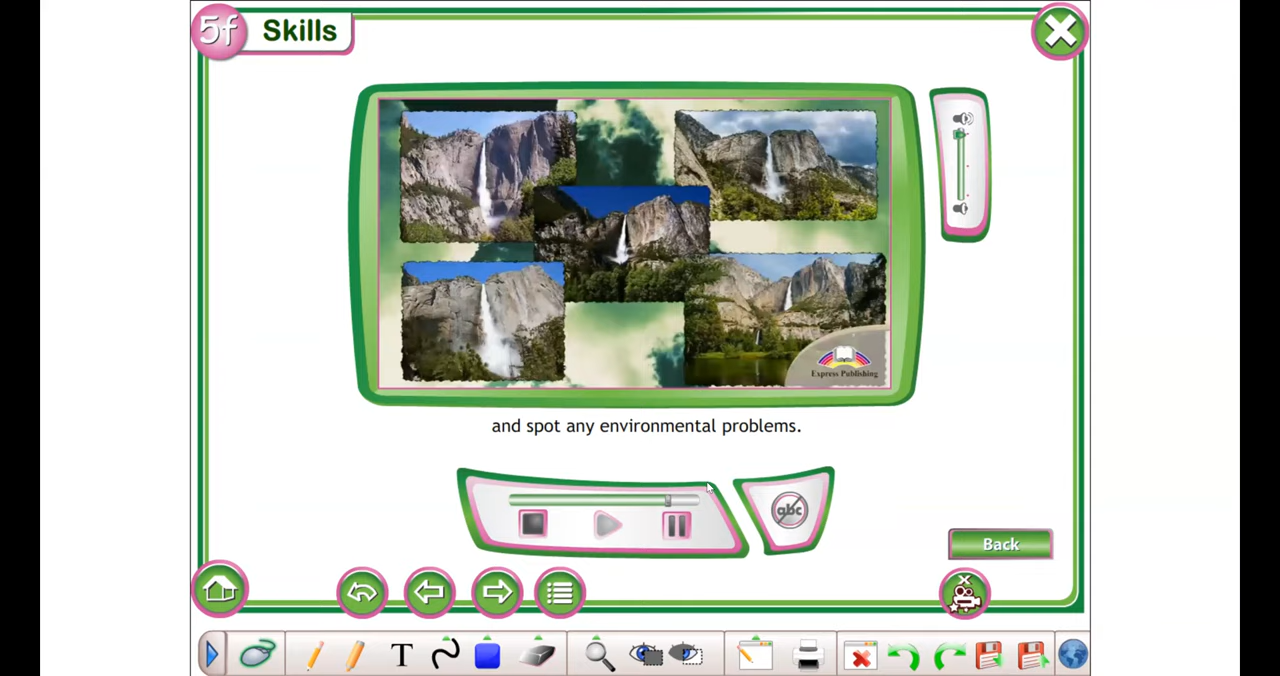 5f Skills
Express Publishing
and spot any environmental problems.
abc
Back
T